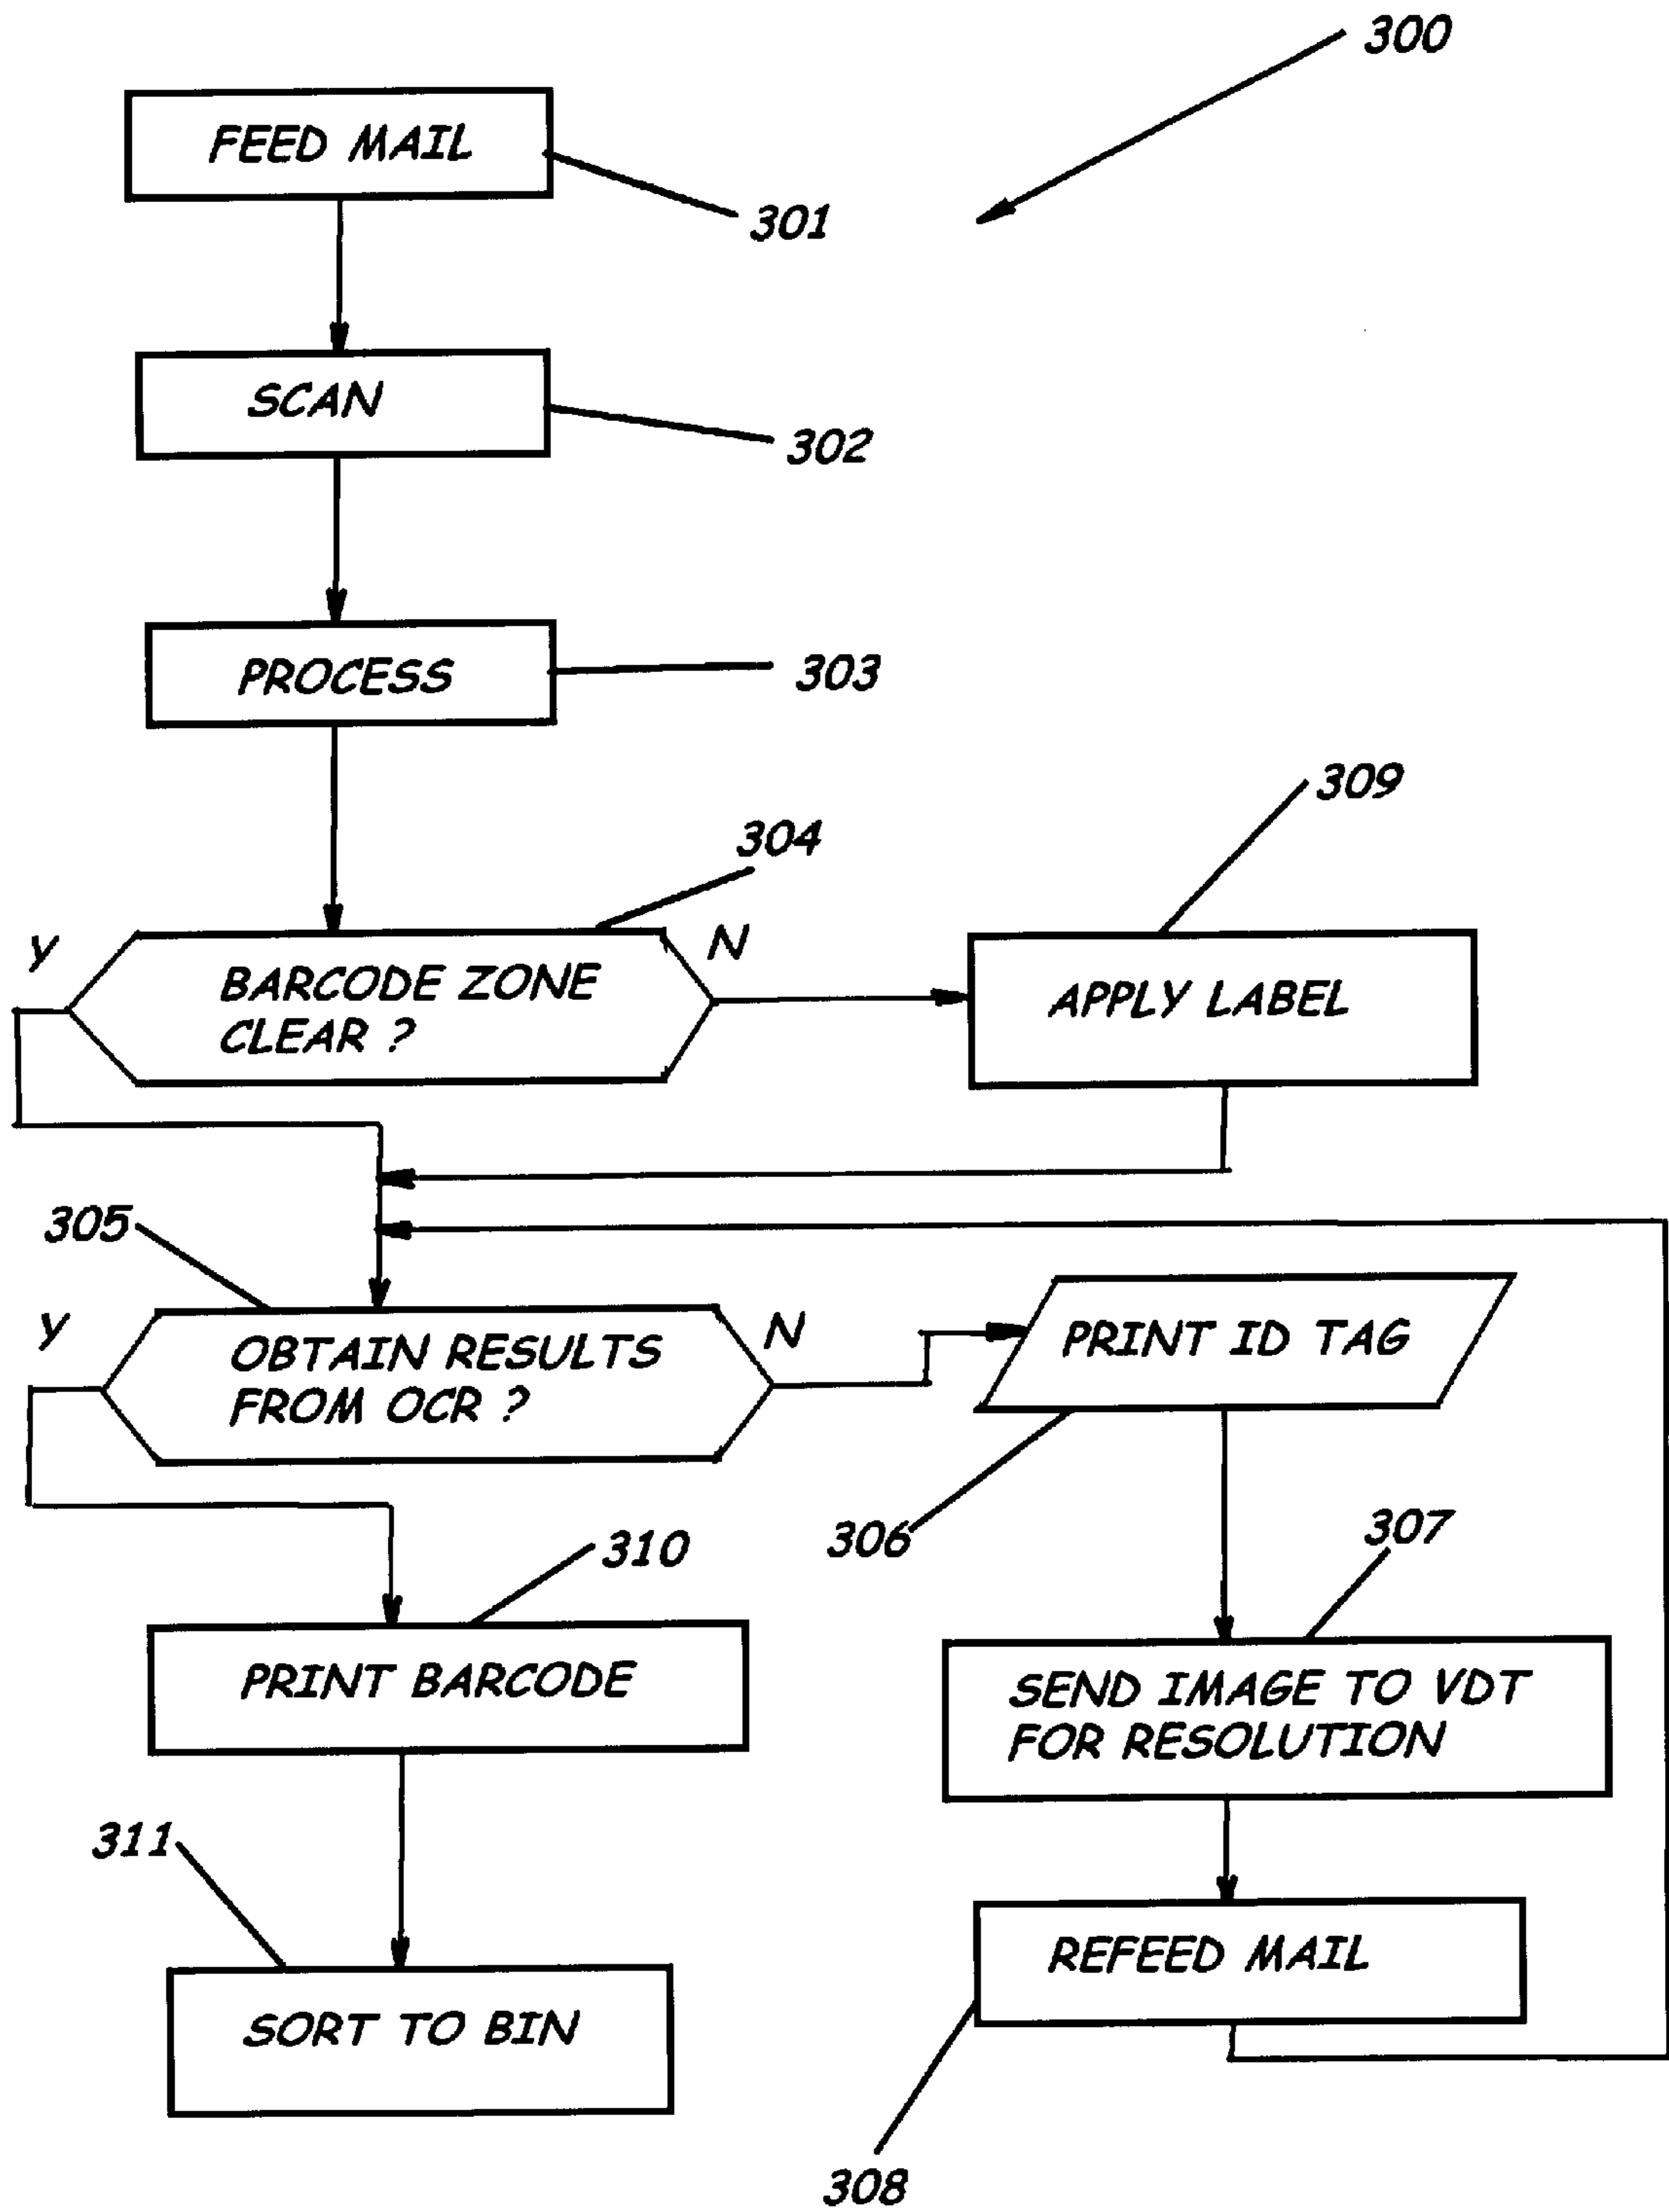 300
FEED MAIL
301
SCAN
302
PROCESS
303
309
304
Y
N
BARCODE ZONE
CLEAR ?
APPLY LABEL
305
Y
N
OBTAIN RESULTS
FROM OCR ?
PRINT ID TAG
306
307
310
PRINT BARCODE
SEND IMAGE TO VDT
FOR RESOLUTION
311
REFEED MAIL
SORT TO BIN
308